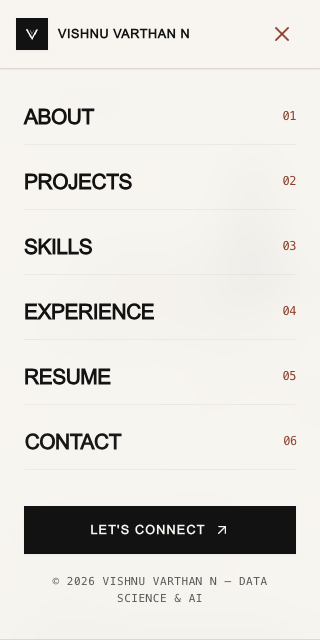 V VISHNU VARTHAN N
ABOUT 01
PROJECTS 02
SKILLS 03
EXPERIENCE 04
RESUME 05
CONTACT 06
LET'S CONNECT ↗
© 2026 VISHNU VARTHAN N — DATA
SCIENCE & AI